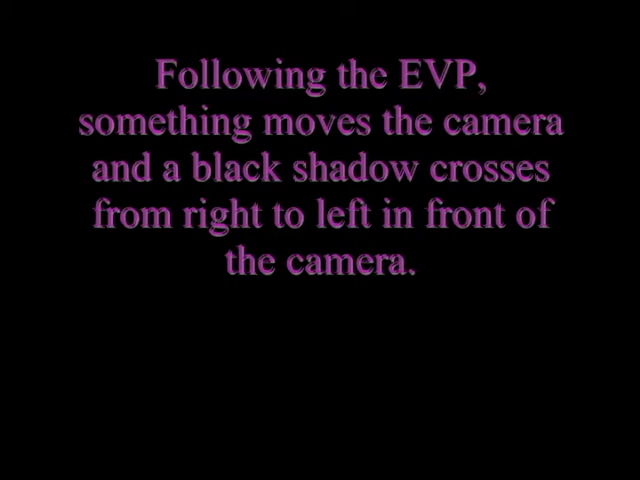 Following the EVP,
something moves the camera
and a black shadow crosses
from right to left in front of
the camera.